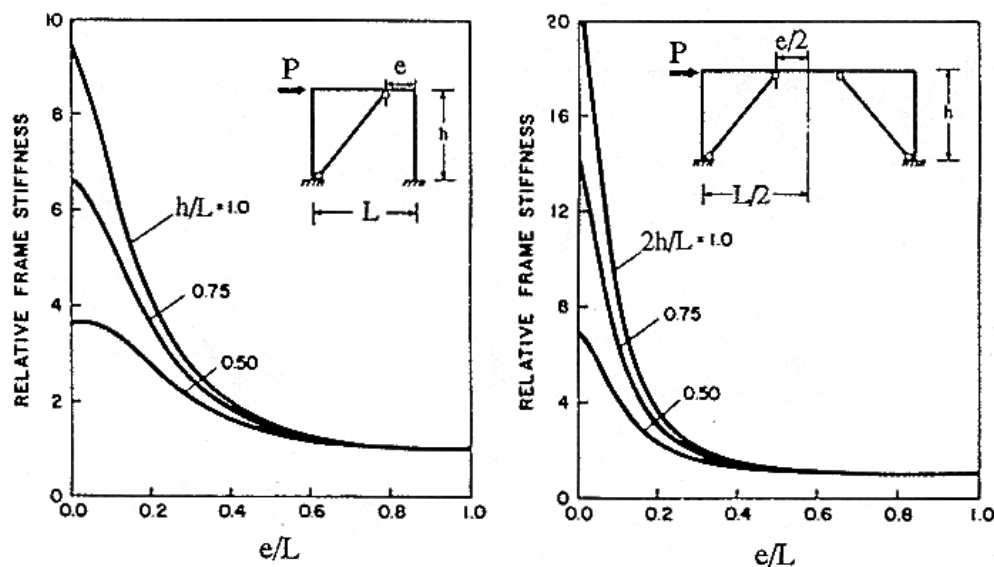 RELATIVE FRAME STIFFNESS
10
8
6
4
2
0
P
e
h
L
h/L = 1.0
0.75
0.50
0.0 0.2 0.4 0.6 0.8 1.0
e/L
RELATIVE FRAME STIFFNESS
20
16
12
8
4
0
P
e/2
h
L/2
2h/L = 1.0
0.75
0.50
0.0 0.2 0.4 0.6 0.8 1.0
e/L